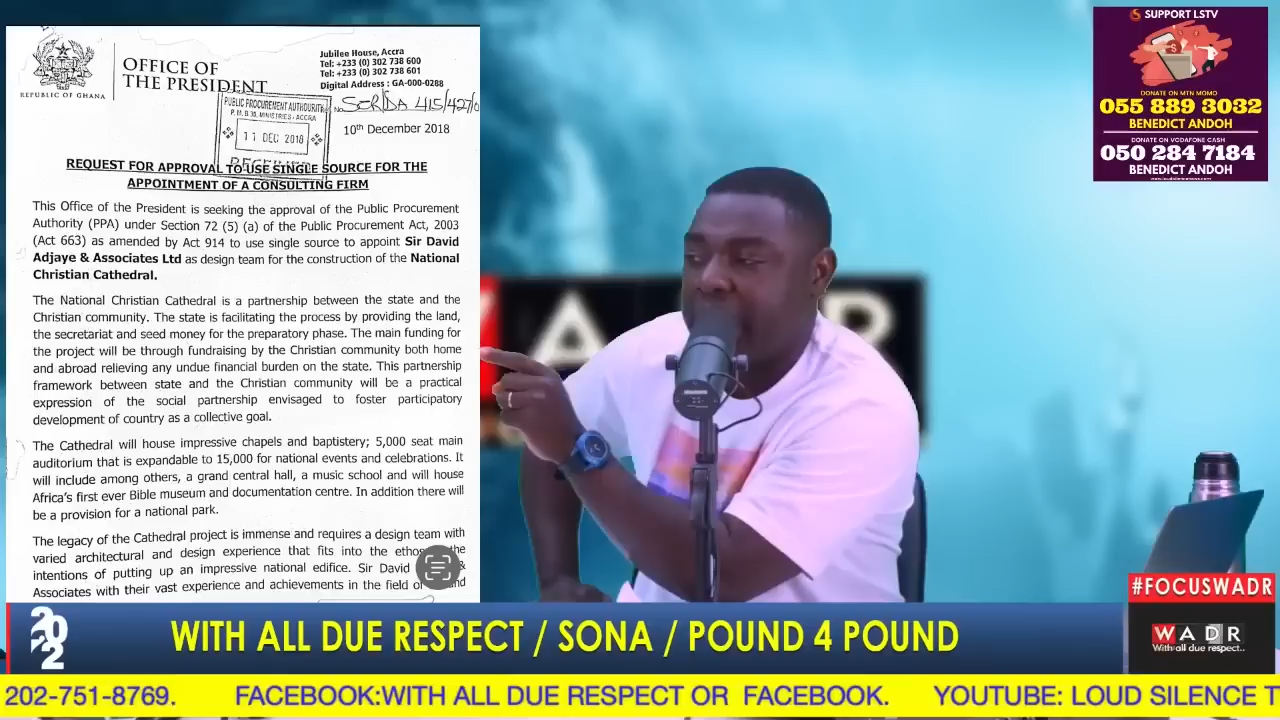 OFFICE OF
THE PRESIDENT
REPUBLIC OF GHANA
Jubilee House, Accra
Tel: +233 (0) 302 738 600
Tel: +233 (0) 302 738 601
Digital Address : GA-000-0288
PUBLIC PROCUREMENT AUTHORITY
P. M. B 30, MINISTRIES - ACCRA
11 DEC 2018
RECEIVED
10th December 2018
REQUEST FOR APPROVAL TO USE SINGLE SOURCE FOR THE
APPOINTMENT OF A CONSULTING FIRM
This Office of the President is seeking the approval of the Public Procurement
Authority (PPA) under Section 72 (5) (a) of the Public Procurement Act, 2003
(Act 663) as amended by Act 914 to use single source to appoint Sir David
Adjaye & Associates Ltd as design team for the construction of the National
Christian Cathedral.
The National Christian Cathedral is a partnership between the state and the
Christian community. The state is facilitating the process by providing the land,
the secretariat and seed money for the preparatory phase. The main funding for
the project will be through fundraising by the Christian community both home
and abroad relieving any undue financial burden on the state. This partnership
framework between state and the Christian community will be a practical
expression of the social partnership envisaged to foster participatory
development of country as a collective goal.
The Cathedral will house impressive chapels and baptistery; 5,000 seat main
auditorium that is expandable to 15,000 for national events and celebrations. It
will include among others, a grand central hall, a music school and will house
Africa's first ever Bible museum and documentation centre. In addition there will
be a provision for a national park.
The legacy of the Cathedral project is immense and requires a design team with
varied architectural and design experience that fits into the ethos the
intentions of putting up an impressive national edifice. Sir David &
Associates with their vast experience and achievements in the field of
SUPPORT LSTV
DONATE ON MTN MOMO
055 889 3032
BENEDICT ANDOH
DONATE ON VODAFONE CASH
050 284 7184
BENEDICT ANDOH
#FOCUSWADR
WADR
With all due respect..
2022
WITH ALL DUE RESPECT / SONA / POUND 4 POUND
202-751-8769. FACEBOOK:WITH ALL DUE RESPECT OR FACEBOOK. YOUTUBE: LOUD SILENCE T